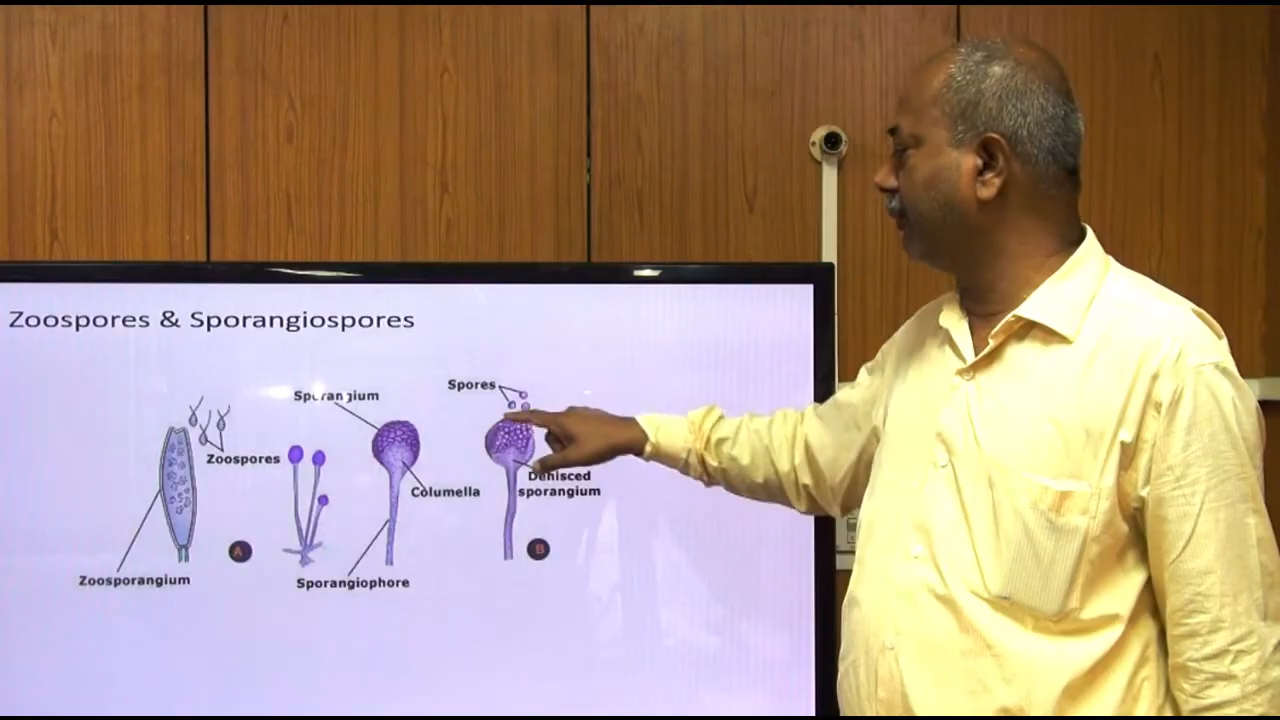 Zoospores & Sporangiospores
Spores
Sporangium
Zoospores
Dehisced
sporangium
Columella
A
B
Zoosporangium
Sporangiophore